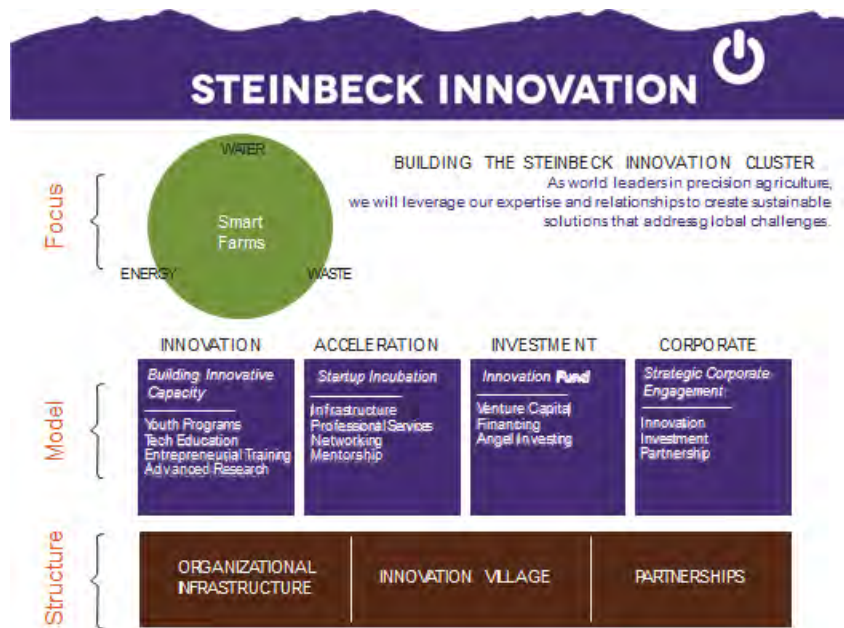 STEINBECK INNOVATION
BUILDING THE STEINBECK INNOVATION CLUSTER
As world leaders in precision agriculture,
we will leverage our expertise and relationships to create sustainable
solutions that address global challenges.
Focus
WATER
Smart
Farms
ENERGY
WASTE
Model
INNOVATION
Building Innovative
Capacity
Youth Programs
Tech Education
Entrepreneurial Training
Advanced Research
ACCELERATION
Startup Incubation
Infrastructure
Professional Services
Networking
Mentorship
INVESTMENT
Innovation Fund
Venture Capital
Financing
Angel Investing
CORPORATE
Strategic Corporate
Engagement:
Innovation
Investment
Partnership
Structure
ORGANIZATIONAL
INFRASTRUCTURE
INNOVATION VILLAGE
PARTNERSHIPS